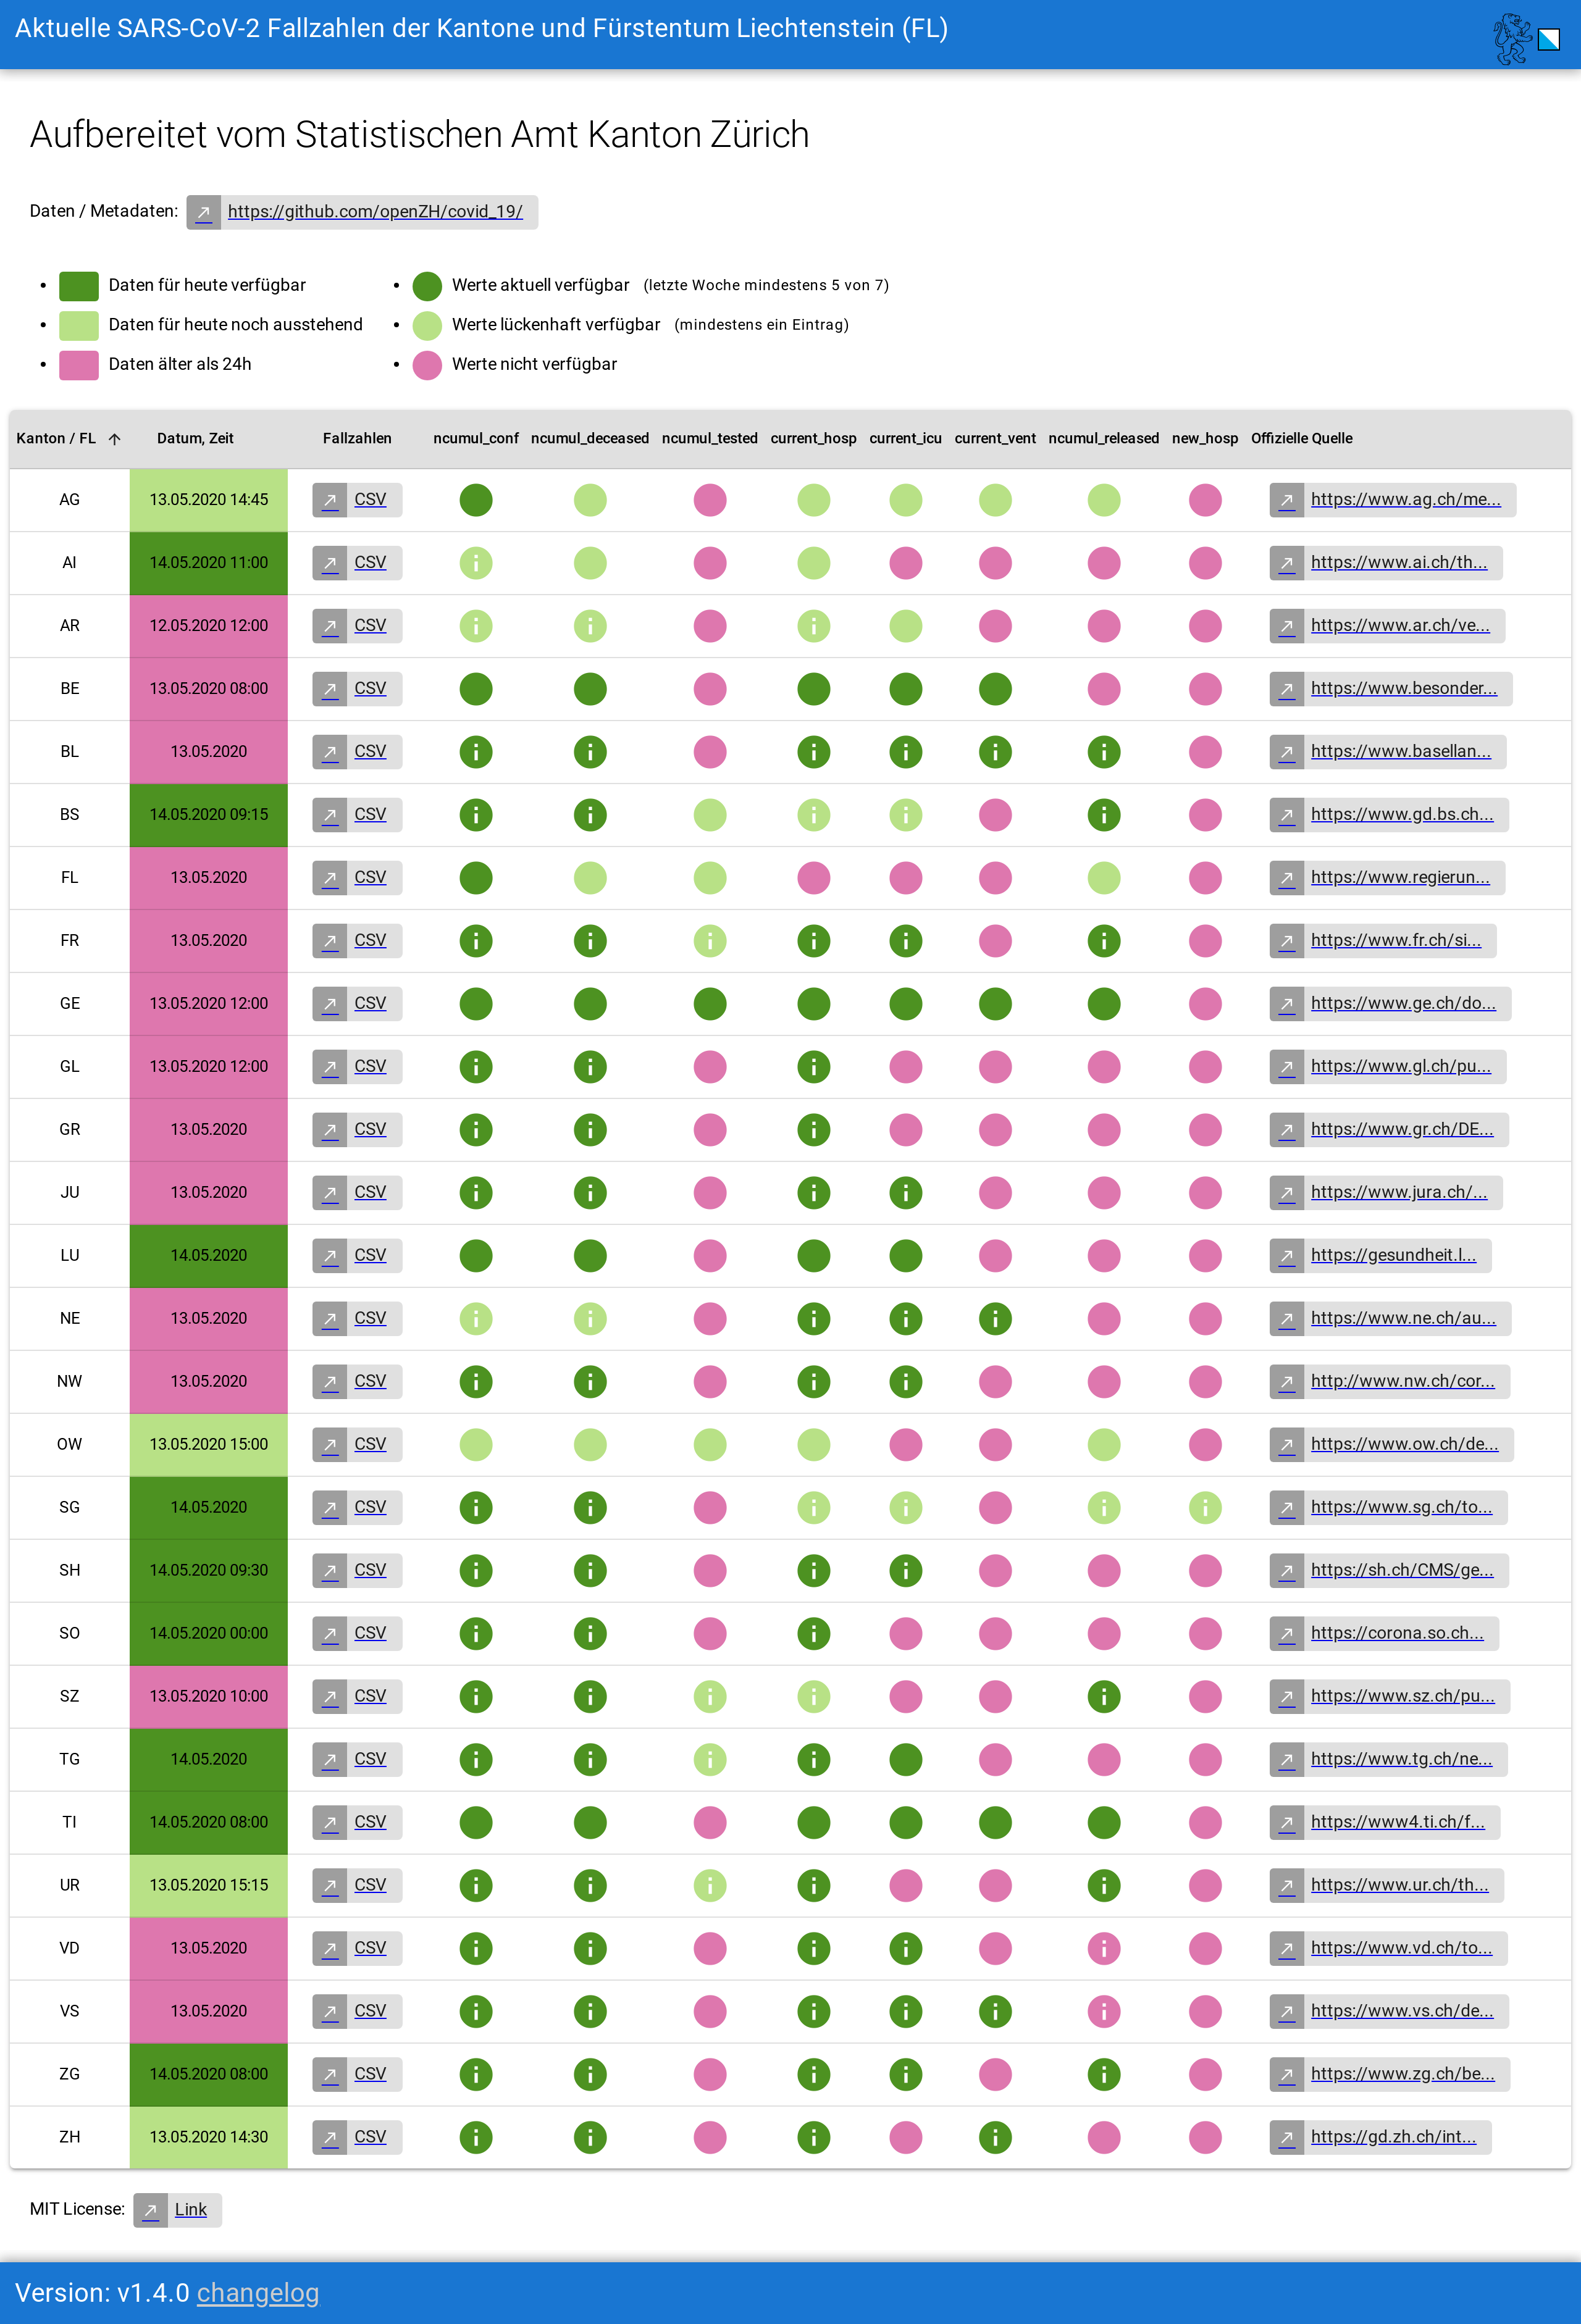 Aktuelle SARS-CoV-2 Fallzahlen der Kantone und Fürstentum Liechtenstein (FL)
Aufbereitet vom Statistischen Amt Kanton Zürich
Daten / Metadaten: https://github.com/openZH/covid_19/
Daten für heute verfügbar
Daten für heute noch ausstehend
Daten älter als 24h
Werte aktuell verfügbar (letzte Woche mindestens 5 von 7)
Werte lückenhaft verfügbar (mindestens ein Eintrag)
Werte nicht verfügbar
Kanton / FL Datum, Zeit Fallzahlen ncumul_conf ncumul_deceased ncumul_tested current_hosp current_icu current_vent ncumul_released new_hosp Offizielle Quelle
AG 13.05.2020 14:45 CSV https://www.ag.ch/me...
AI 14.05.2020 11:00 CSV https://www.ai.ch/th...
AR 12.05.2020 12:00 CSV https://www.ar.ch/ve...
BE 13.05.2020 08:00 CSV https://www.besonder...
BL 13.05.2020 CSV https://www.basellan...
BS 14.05.2020 09:15 CSV https://www.gd.bs.ch...
FL 13.05.2020 CSV https://www.regierun...
FR 13.05.2020 CSV https://www.fr.ch/si...
GE 13.05.2020 12:00 CSV https://www.ge.ch/do...
GL 13.05.2020 12:00 CSV https://www.gl.ch/pu...
GR 13.05.2020 CSV https://www.gr.ch/DE...
JU 13.05.2020 CSV https://www.jura.ch/...
LU 14.05.2020 CSV https://gesundheit.l...
NE 13.05.2020 CSV https://www.ne.ch/au...
NW 13.05.2020 CSV http://www.nw.ch/cor...
OW 13.05.2020 15:00 CSV https://www.ow.ch/de...
SG 14.05.2020 CSV https://www.sg.ch/to...
SH 14.05.2020 09:30 CSV https://sh.ch/CMS/ge...
SO 14.05.2020 00:00 CSV https://corona.so.ch...
SZ 13.05.2020 10:00 CSV https://www.sz.ch/pu...
TG 14.05.2020 CSV https://www.tg.ch/ne...
TI 14.05.2020 08:00 CSV https://www4.ti.ch/f...
UR 13.05.2020 15:15 CSV https://www.ur.ch/th...
VD 13.05.2020 CSV https://www.vd.ch/to...
VS 13.05.2020 CSV https://www.vs.ch/de...
ZG 14.05.2020 08:00 CSV https://www.zg.ch/be...
ZH 13.05.2020 14:30 CSV https://gd.zh.ch/int...
MIT License: Link
Version: v1.4.0 changelog